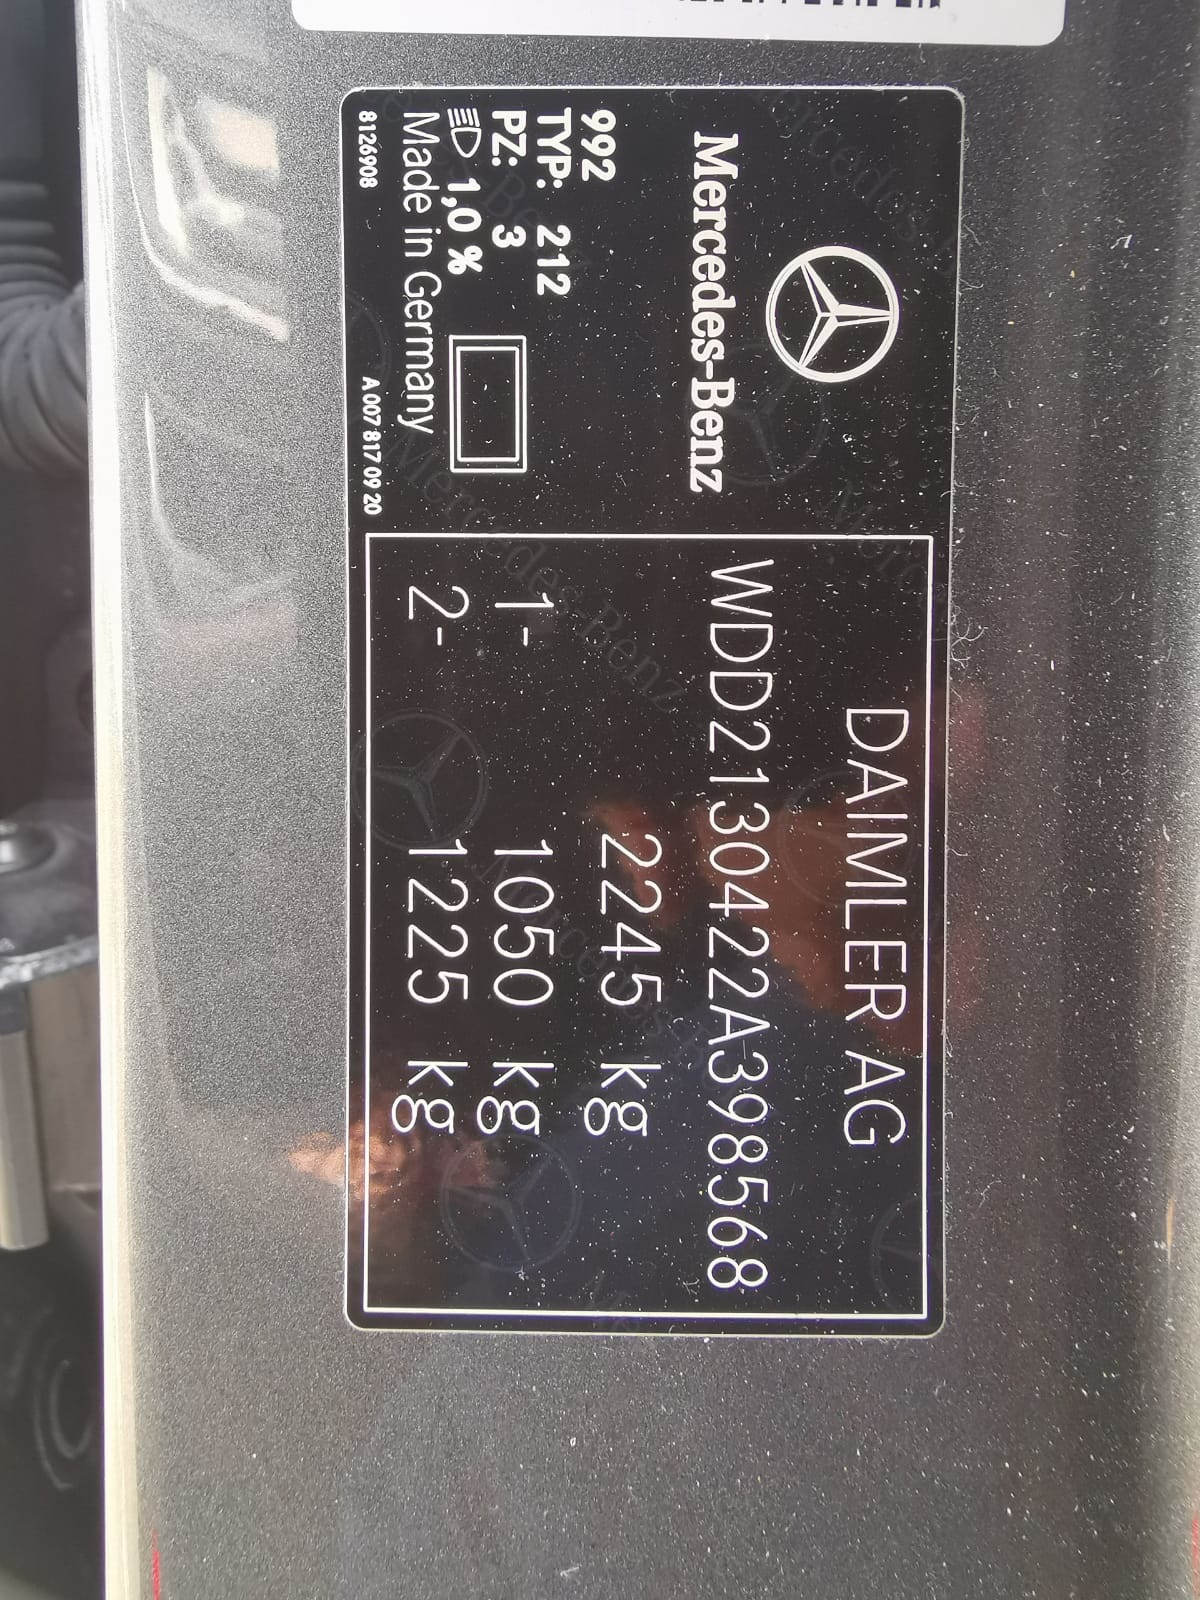 Mercedes-Benz
992
TYP: 212
PZ: 3
1,0 %
Made in Germany
8126908
A 007 817 09 20
DAIMLER AG
WDD2130422A398568
2245 kg
1- 1050 kg
2- 1225 kg